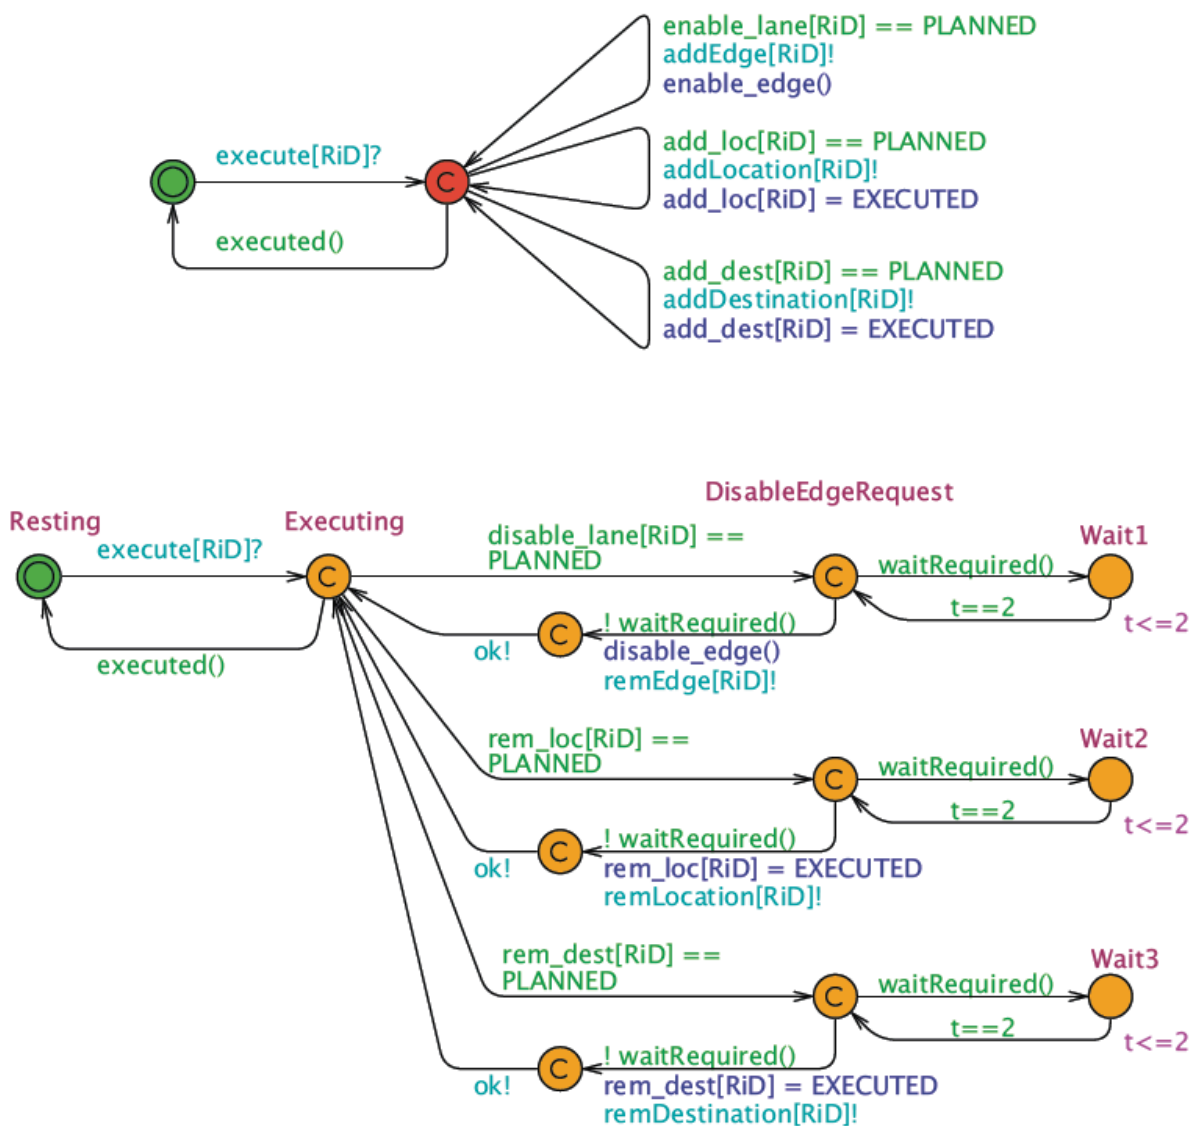 enable_lane[RiD] == PLANNED
addEdge[RiD]!
enable_edge()
execute[RiD]?
C
add_loc[RiD] == PLANNED
addLocation[RiD]!
add_loc[RiD] = EXECUTED
executed()
add_dest[RiD] == PLANNED
addDestination[RiD]!
add_dest[RiD] = EXECUTED
DisableEdgeRequest
Resting
Executing
execute[RiD]?
disable_lane[RiD] ==
PLANNED
Wait1
C
C
waitRequired()
t==2
t<=2
executed()
C
ok!
! waitRequired()
disable_edge()
remEdge[RiD]!
rem_loc[RiD] ==
PLANNED
Wait2
C
waitRequired()
t==2
t<=2
C
ok!
! waitRequired()
rem_loc[RiD] = EXECUTED
remLocation[RiD]!
rem_dest[RiD] ==
PLANNED
Wait3
C
waitRequired()
t==2
t<=2
C
ok!
! waitRequired()
rem_dest[RiD] = EXECUTED
remDestination[RiD]!